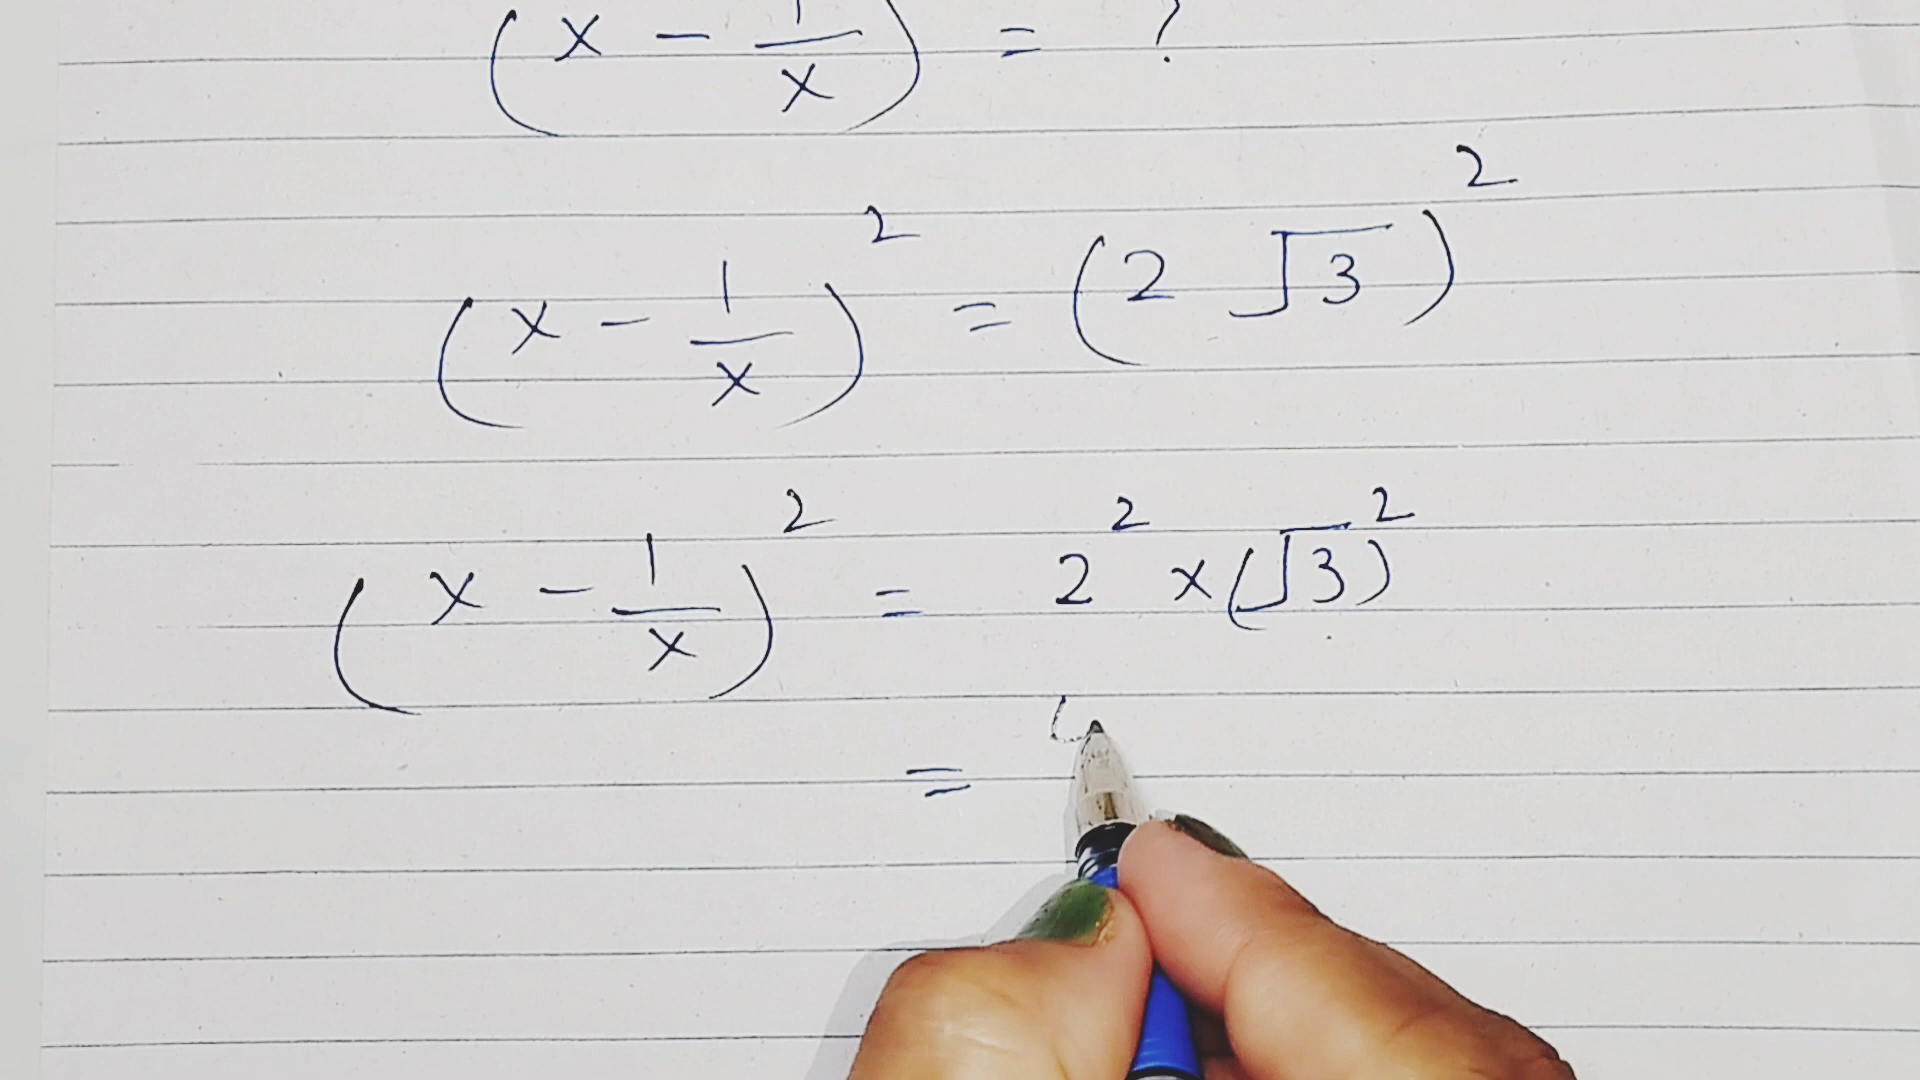 (x - 1/x) = ?
(x - 1/x)² = (2 √3)²
(x - 1/x)² = 2² × (√3)²
=